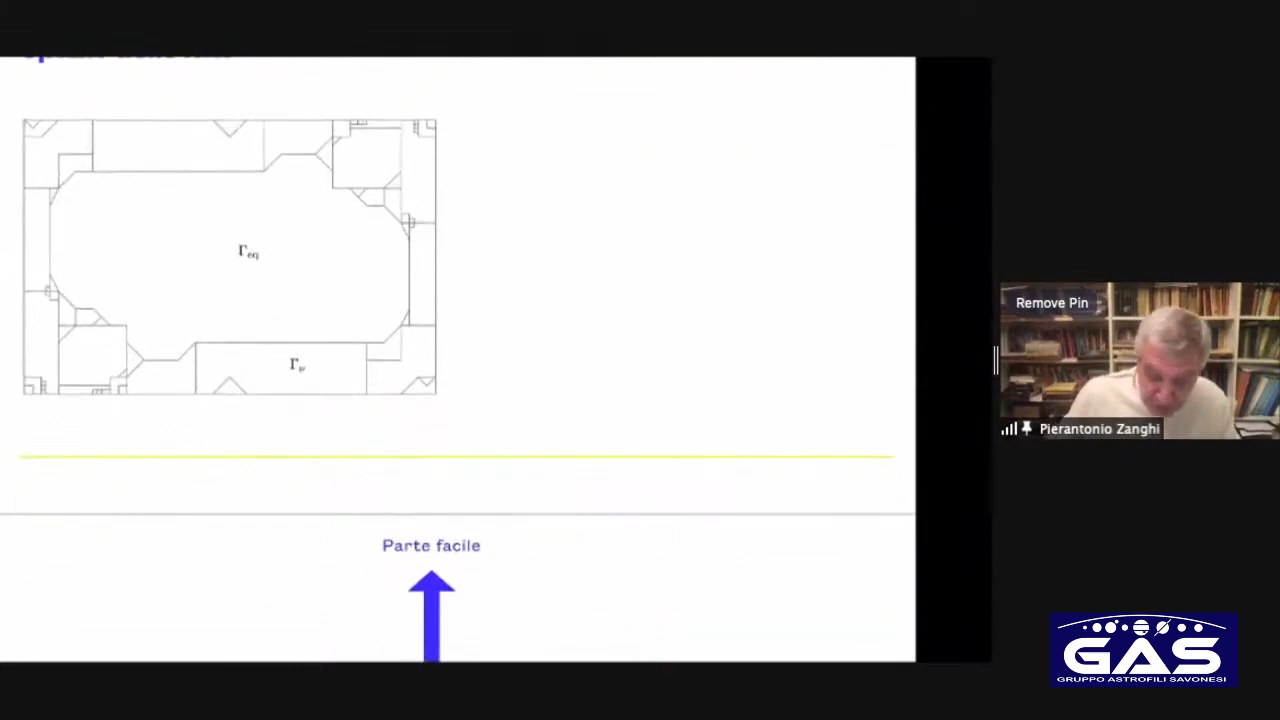 Γeq
Γν
Parte facile
Remove Pin
Pierantonio Zanghi
GAS
GRUPPO ASTROFILI SAVONESI